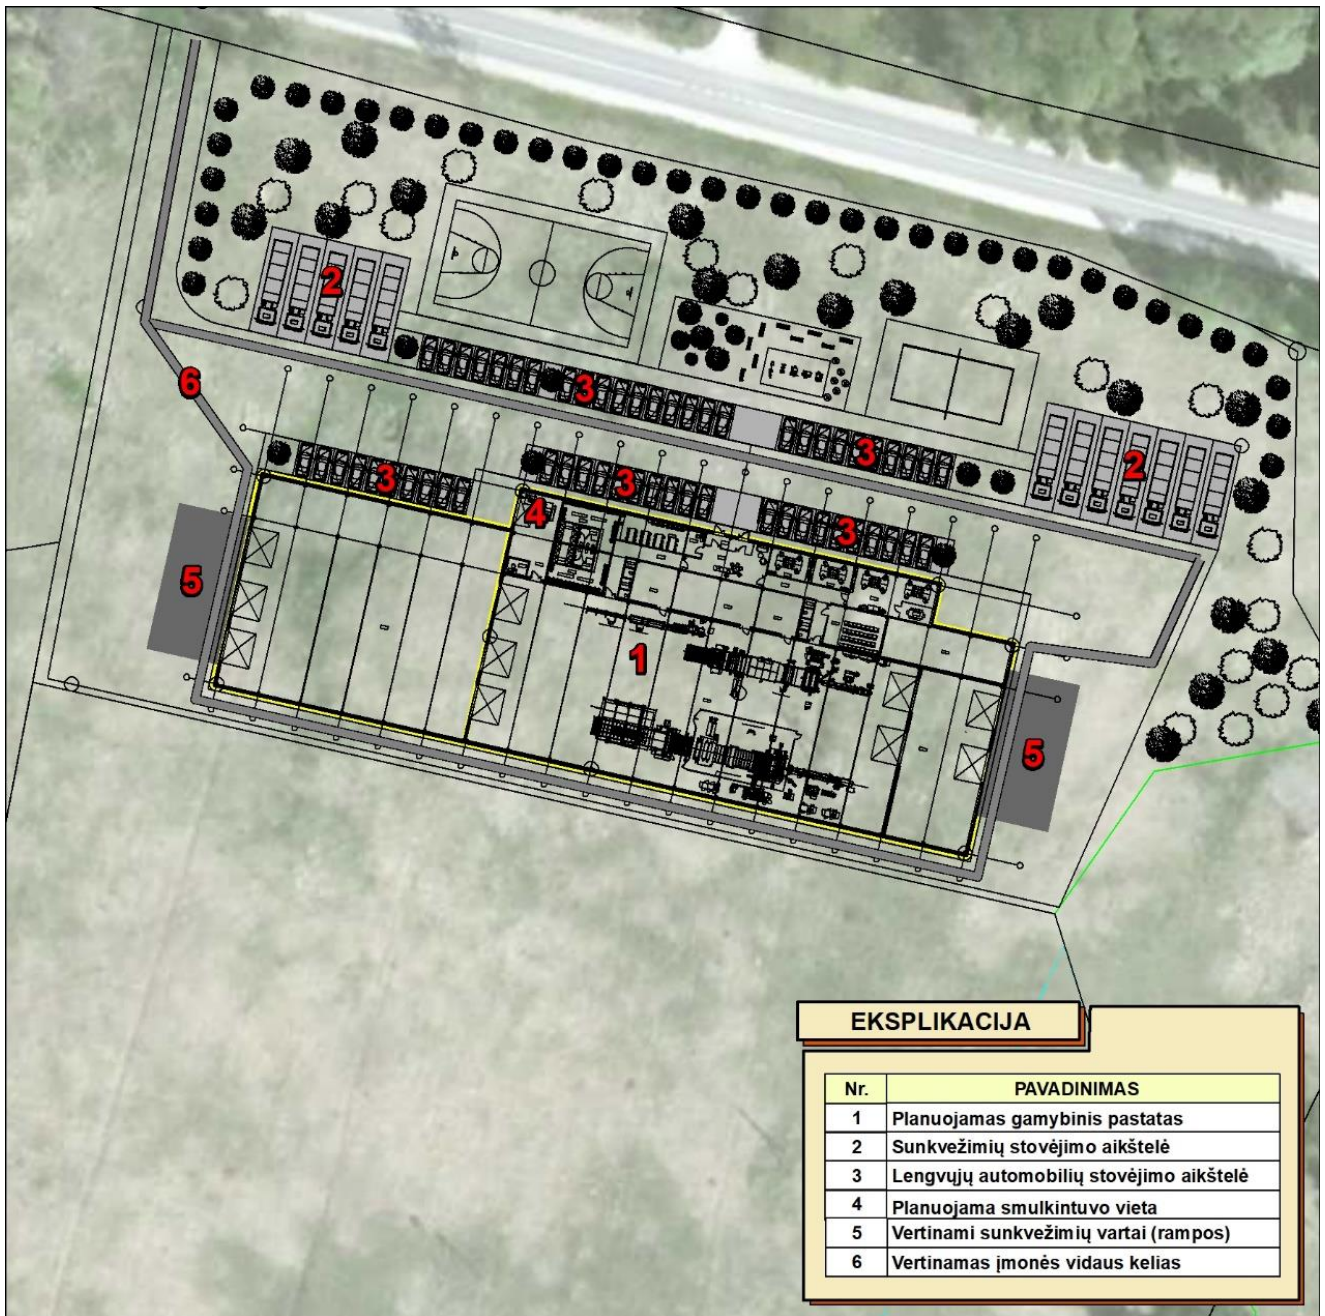 2
6
3
3
2
3
3
4
3
5
1
5
EKSPLIKACIJA
Nr. PAVADINIMAS
1 Planuojamas gamybinis pastatas
2 Sunkvežimių stovėjimo aikštelė
3 Lengvųjų automobilių stovėjimo aikštelė
4 Planuojama smulkintuvo vieta
5 Vertinami sunkvežimių vartai (rampos)
6 Vertinamas įmonės vidaus kelias